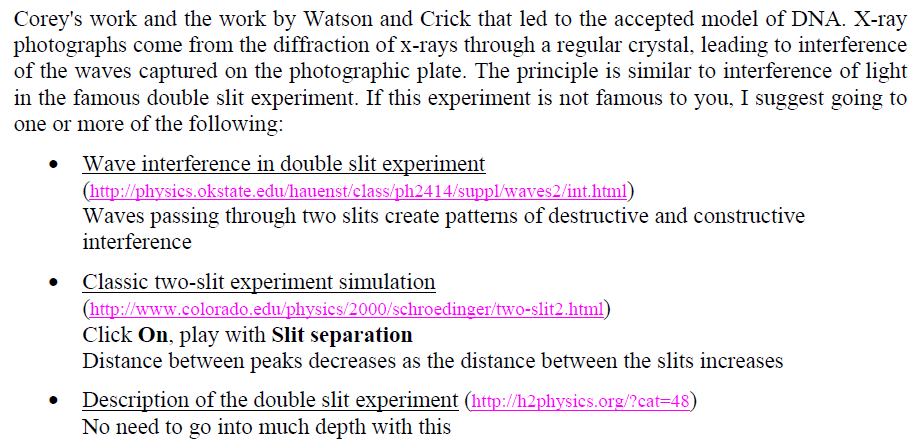 Corey's work and the work by Watson and Crick that led to the accepted model of DNA. X-ray
photographs come from the diffraction of x-rays through a regular crystal, leading to interference
of the waves captured on the photographic plate. The principle is similar to interference of light
in the famous double slit experiment. If this experiment is not famous to you, I suggest going to
one or more of the following:
• Wave interference in double slit experiment
(http://physics.okstate.edu/hauenst/class/ph2414/suppl/waves2/int.html)
Waves passing through two slits create patterns of destructive and constructive
interference
• Classic two-slit experiment simulation
(http://www.colorado.edu/physics/2000/schroedinger/two-slit2.html)
Click On, play with Slit separation
Distance between peaks decreases as the distance between the slits increases
• Description of the double slit experiment (http://h2physics.org/?cat=48)
No need to go into much depth with this